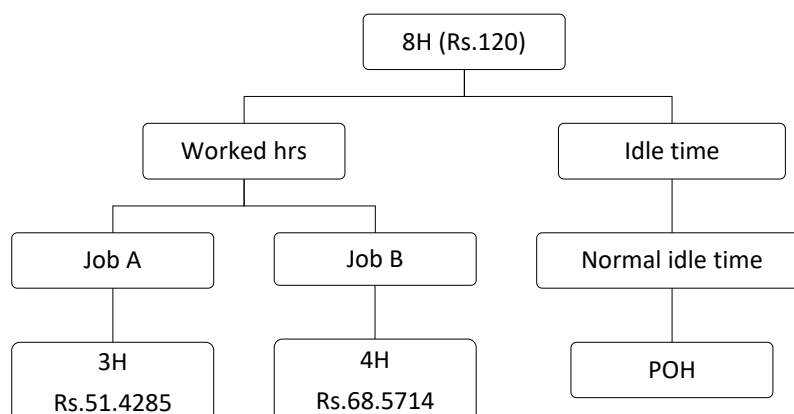 8H (Rs.120)
Worked hrs
Idle time
Job A
Job B
Normal idle time
3H
Rs.51.4285
4H
Rs.68.5714
POH